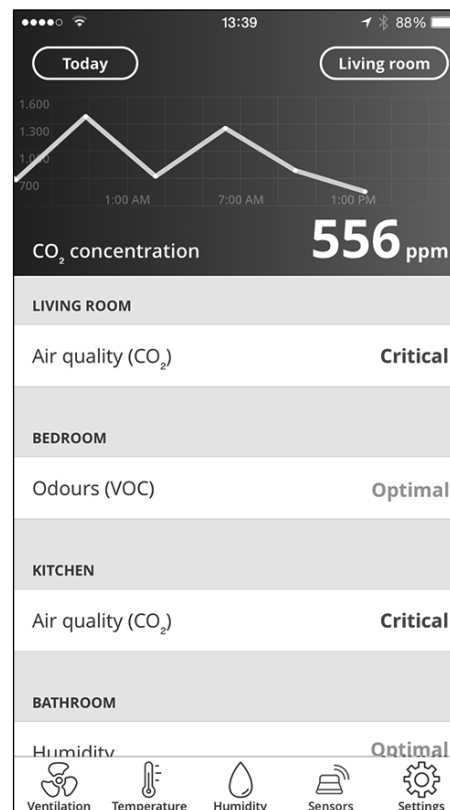 13:39
88%
Today
Living room
1.600
1.300
1.000
700
1:00 AM
7:00 AM
1:00 PM
CO₂ concentration
556 ppm
LIVING ROOM
Air quality (CO₂)
Critical
BEDROOM
Odours (VOC)
Optimal
KITCHEN
Air quality (CO₂)
Critical
BATHROOM
Humidity
Optimal
Ventilation
Temperature
Humidity
Sensors
Settings